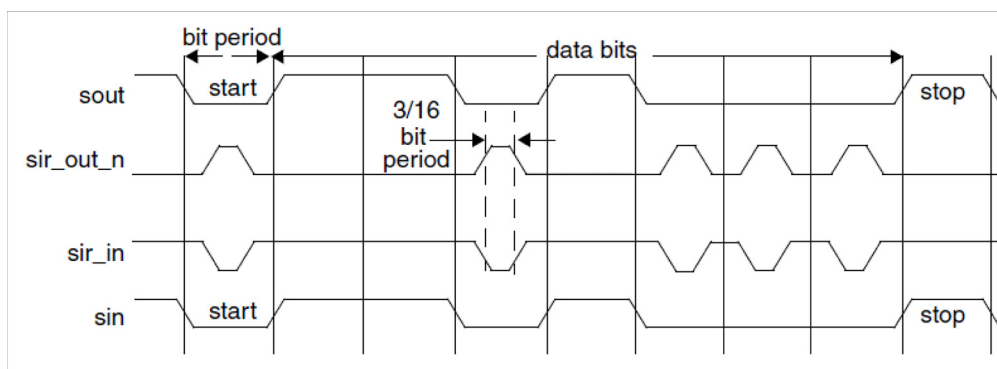 bit period
data bits
sout
start
stop
3/16
bit
period
sir_out_n
sir_in
sin
start
stop